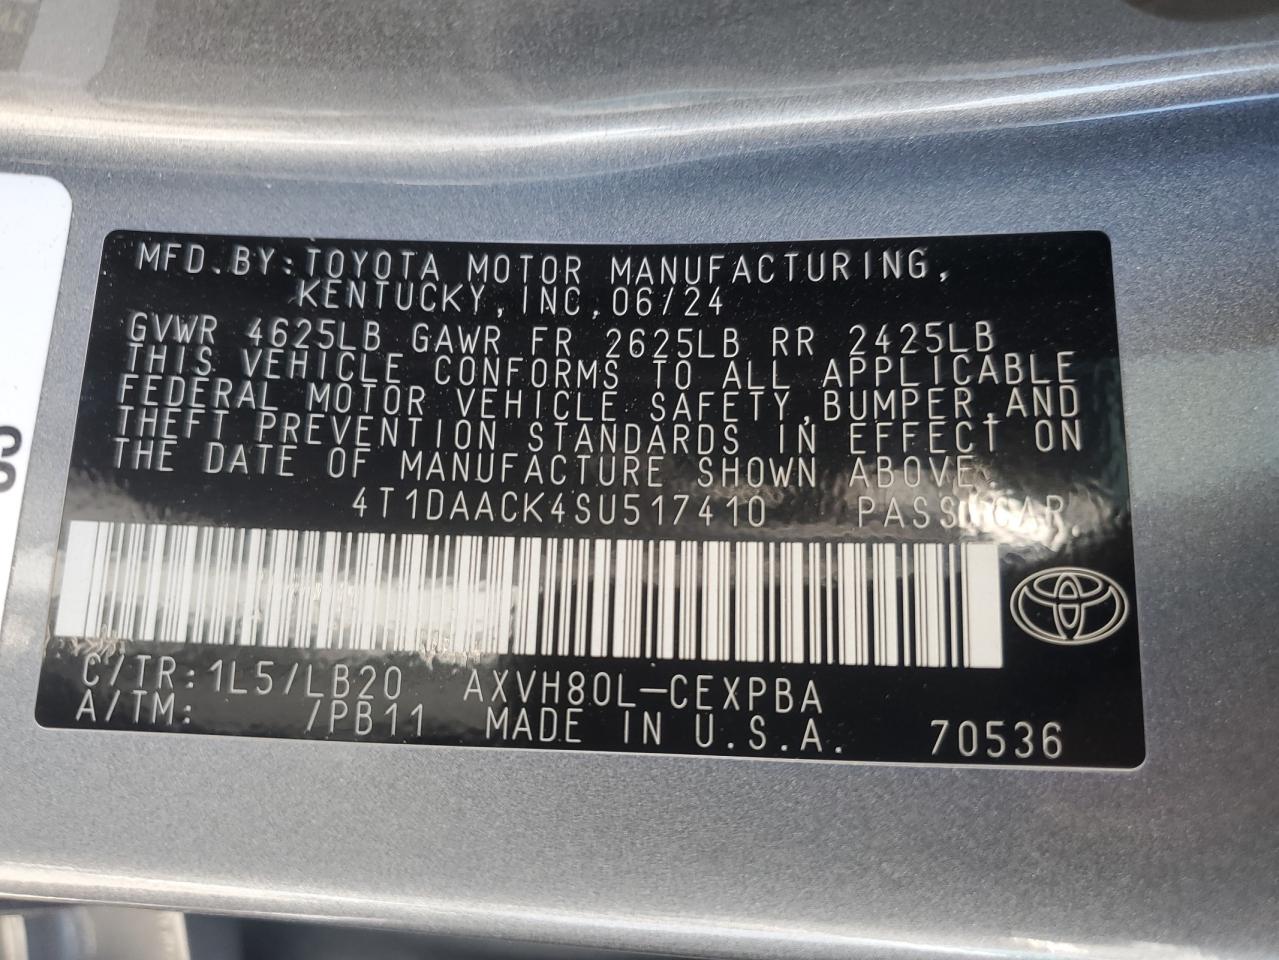 MFD.BY:TOYOTA MOTOR MANUFACTURING,
KENTUCKY,INC.06/24
GVWR 4625LB GAWR FR 2625LB RR 2425LB
THIS VEHICLE CONFORMS TO ALL APPLICABLE
FEDERAL MOTOR VEHICLE SAFETY,BUMPER,AND
THEFT PREVENTION STANDARDS IN EFFECT ON
THE DATE OF MANUFACTURE SHOWN ABOVE.
4T1DAACK4SU517410 PASS.CAR
C/TR:1L5/LB20 AXVH80L-CEXPBA
A/TM: /PB11 MADE IN U.S.A. 70536